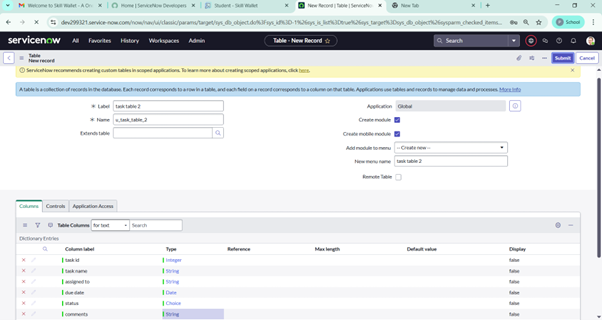 Welcome to Skill Wallet - A On
Home | ServiceNow Developers
Student - Skill Wallet
New Record | Table | ServiceNow
New Tab
dev299321.service-now.com/now/nav/ui/classic/params/target/sys_db_object.do%3Fsys_id%3D-1%26sys_is_list%3Dtrue%26sys_target%3Dsys_db_object%26sysparm_checked_items...
School
servicenow
All
Favorites
History
Workspaces
Admin
Table - New Record
Search
Table
New record
Submit
Cancel
ServiceNow recommends creating custom tables in scoped applications. To learn more about creating scoped applications, click here.
A table is a collection of records in the database. Each record corresponds to a row in a table, and each field on a record corresponds to a column on that table. Applications use tables and records to manage data and processes. More Info
Label
task table 2
Application
Global
Name
u_task_table_2
Create module
Extends table
Create mobile module
Add module to menu
-- Create new --
New menu name
task table 2
Remote Table
Columns
Controls
Application Access
Table Columns
for text
Search
Dictionary Entries
Column label
Type
Reference
Max length
Default value
Display
task id
Integer
false
task name
String
false
assigned to
String
false
due date
Date
false
status
Choice
false
comments
String
false